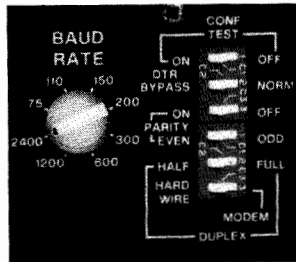 CONF
TEST
BAUD
RATE
110 150
75 200
2400 300
1200 600
ON OFF
DTR
BYPASS NORM
ON OFF
PARITY
EVEN ODD
HALF FULL
HARD
WIRE
MODEM
DUPLEX